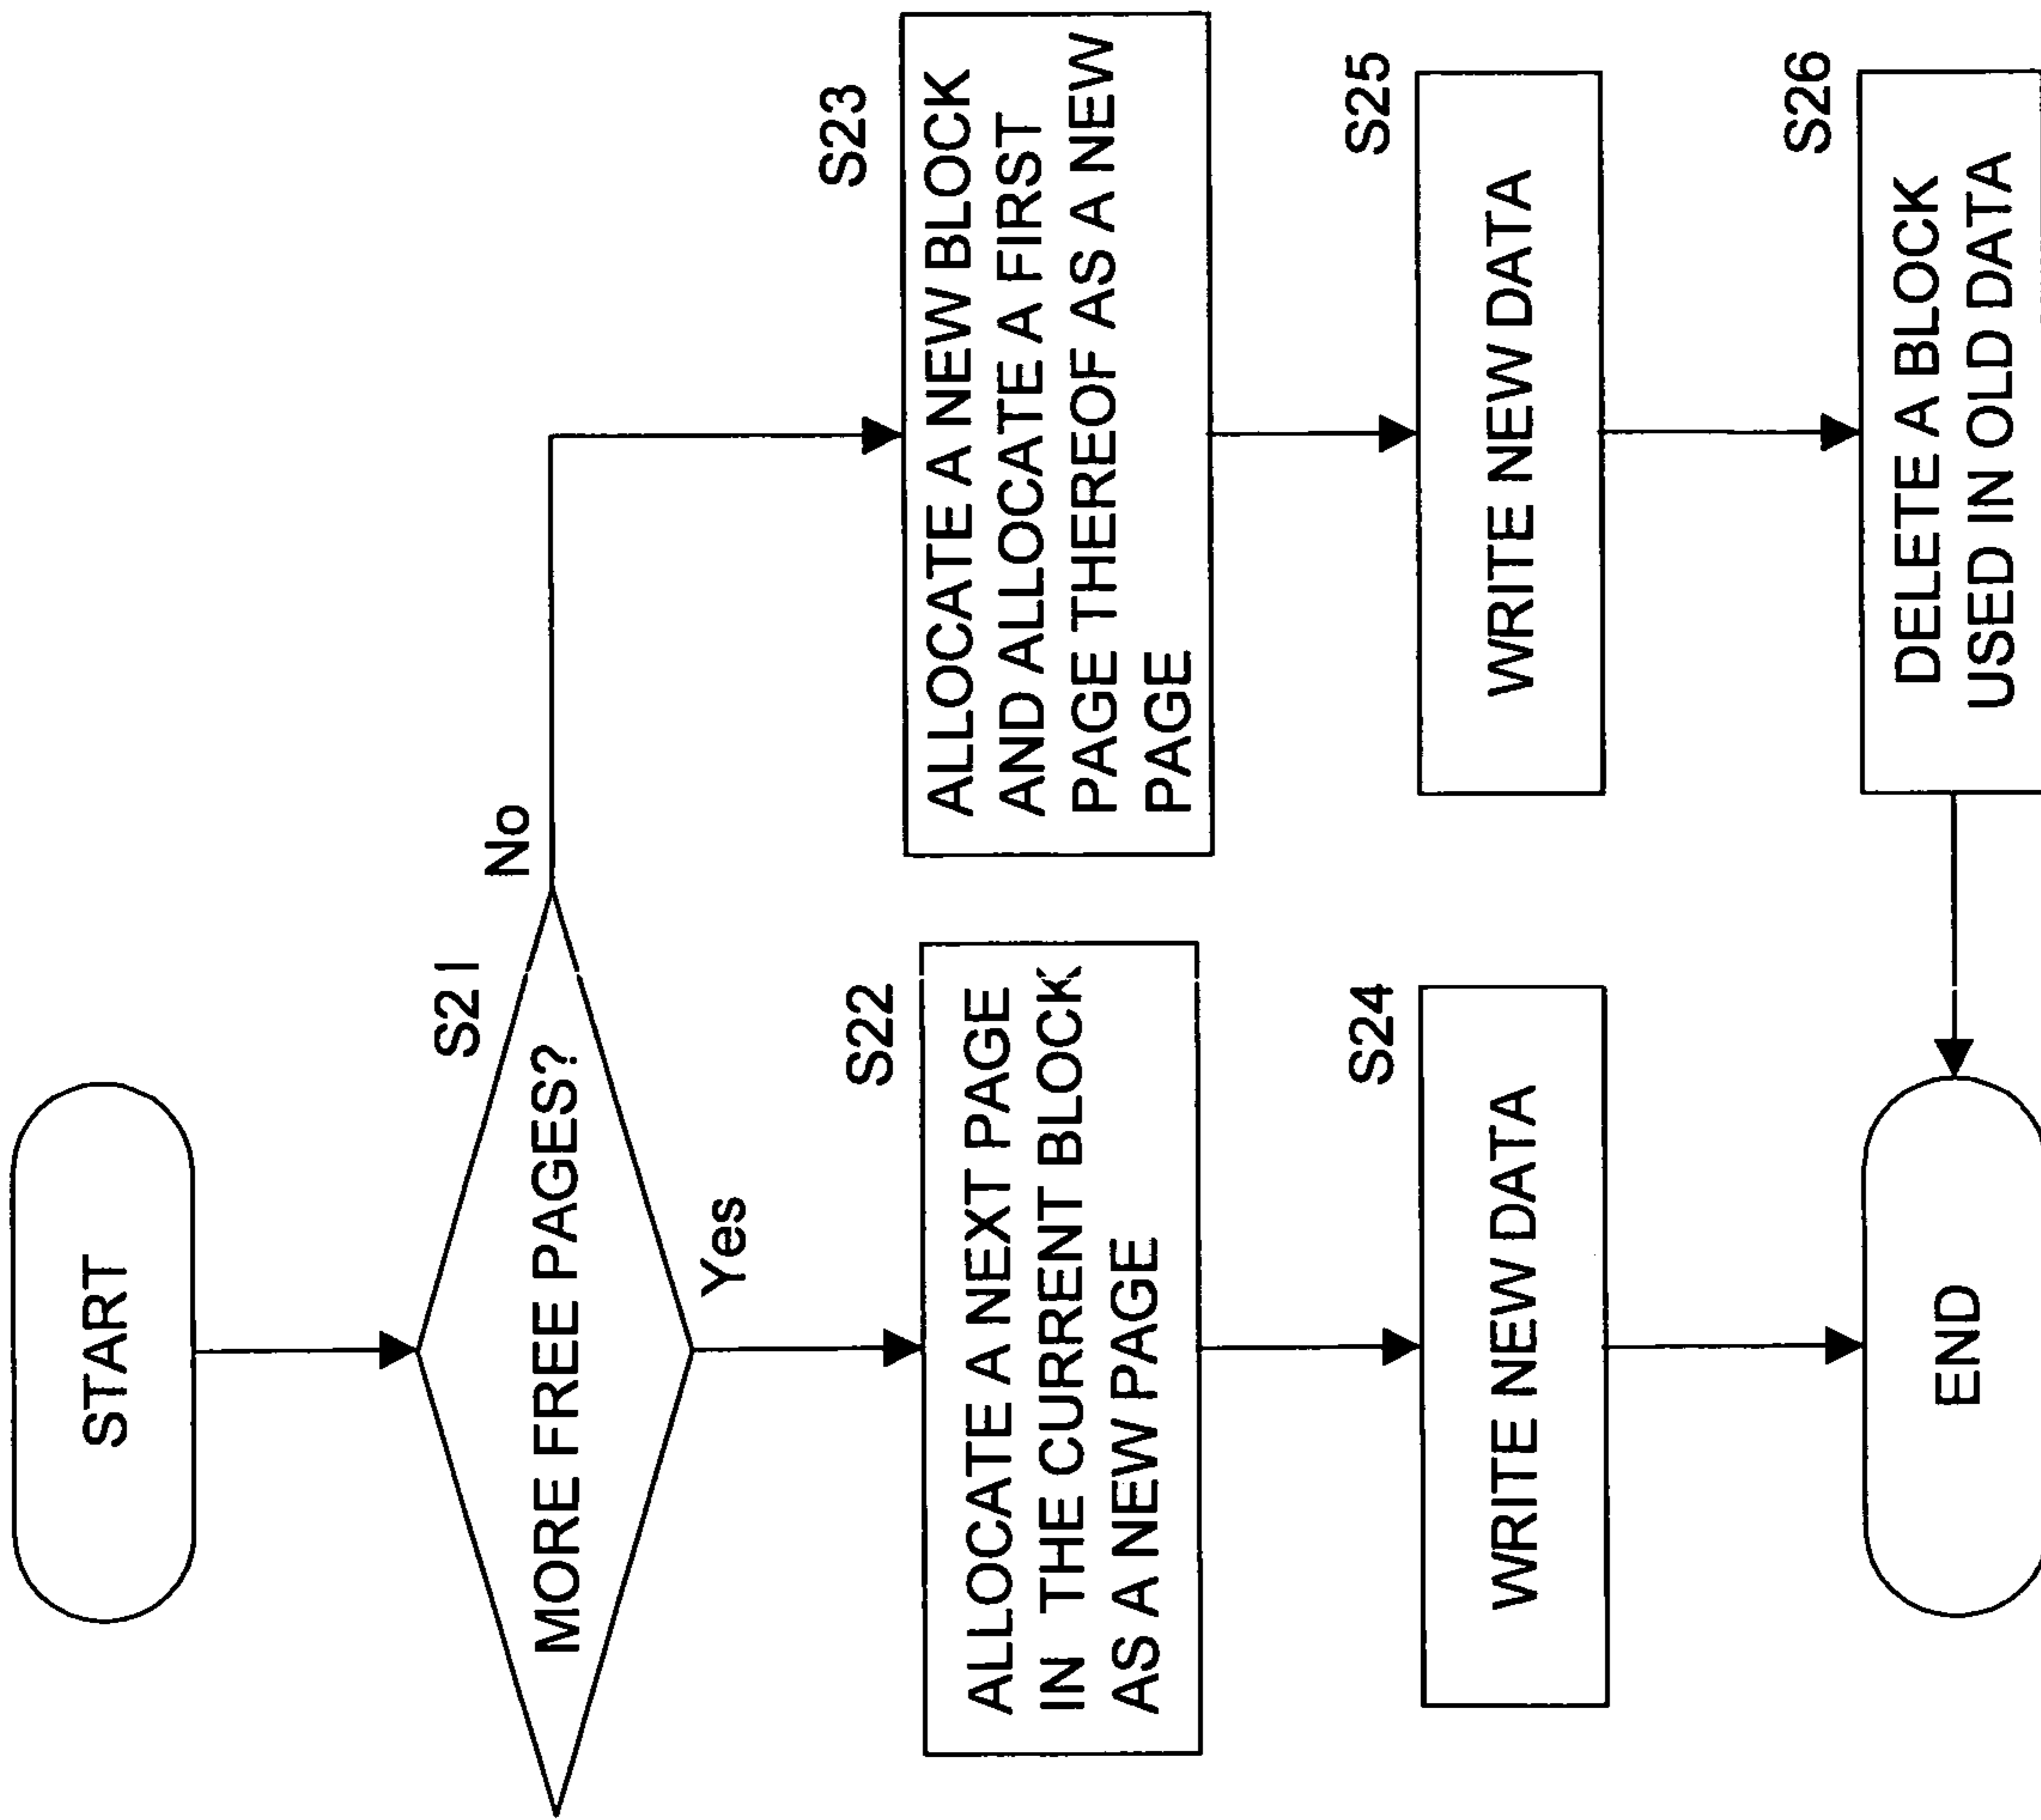 START
S21
MORE FREE PAGES?
No
Yes
S22
ALLOCATE A NEXT PAGE
IN THE CURRENT BLOCK
AS A NEW PAGE
S23
ALLOCATE A NEW BLOCK
AND ALLOCATE A FIRST
PAGE THEREOF AS A NEW
PAGE
S24
WRITE NEW DATA
S25
WRITE NEW DATA
S26
DELETE A BLOCK
USED IN OLD DATA
END